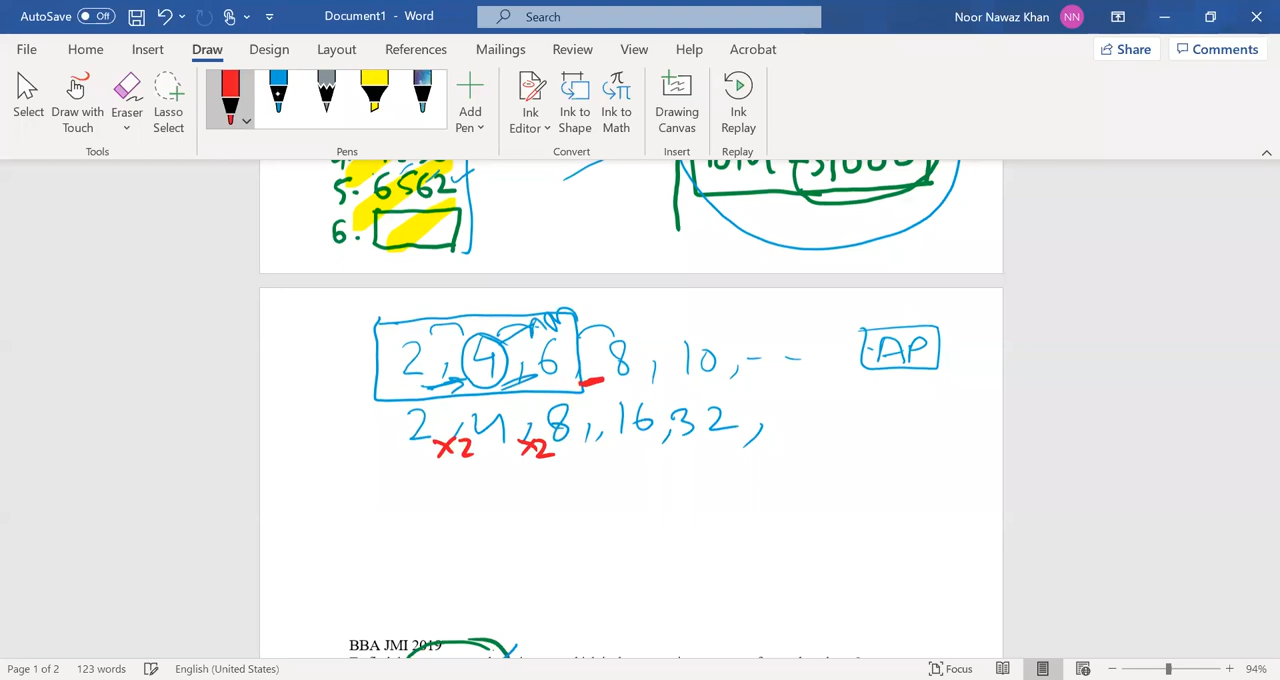 AutoSave Off Document1 - Word Search Noor Nawaz Khan NN
File Home Insert Draw Design Layout References Mailings Review View Help Acrobat Share Comments
Select Draw with Touch Eraser Lasso Select Add Pen Ink Editor Ink to Shape Ink to Math Drawing Canvas Ink Replay
Tools Pens Convert Insert Replay
5. 6562
6.
2, 4, 6, 8, 10, - -
AP
2, 4, 8, 16, 32,
×2 ×2
BBA JMI 2019
Page 1 of 2 123 words English (United States) Focus 94%